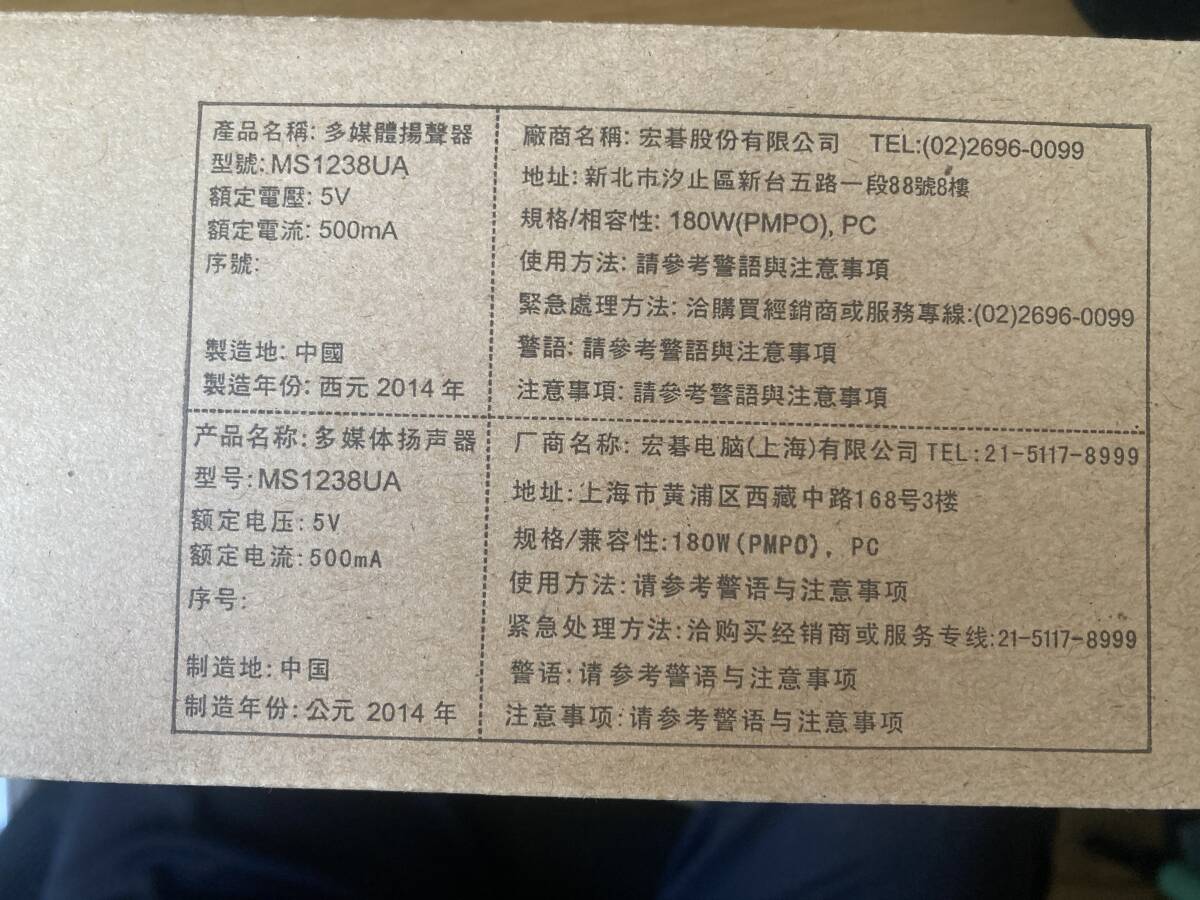 產品名稱: 多媒體揚聲器
型號: MS1238UA
額定電壓: 5V
額定電流: 500mA
序號:
製造地: 中國
製造年份: 西元 2014 年
廠商名稱: 宏碁股份有限公司 TEL:(02)2696-0099
地址: 新北市汐止區新台五路一段88號8樓
規格/相容性: 180W(PMPO), PC
使用方法: 請參考警語與注意事項
緊急處理方法: 洽購買經銷商或服務專線:(02)2696-0099
警語: 請參考警語與注意事項
注意事項: 請參考警語與注意事項
产品名称: 多媒体扬声器
型号: MS1238UA
额定电压: 5V
额定电流: 500mA
序号:
制造地: 中国
制造年份: 公元 2014 年
厂商名称: 宏碁电脑(上海)有限公司 TEL:21-5117-8999
地址: 上海市黄浦区西藏中路168号3楼
规格/兼容性:180W(PMPO), PC
使用方法: 请参考警语与注意事项
紧急处理方法: 洽购买经销商或服务专线:21-5117-8999
警语: 请参考警语与注意事项
注意事项: 请参考警语与注意事项